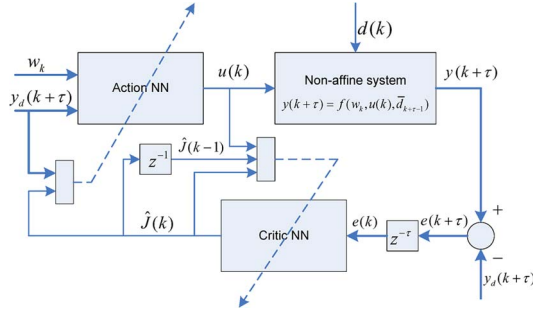 d(k)
w_k
Action NN
u(k)
Non-affine system
y(k+τ)
y_d(k+τ)
y(k+τ) = f(w_k, u(k), d̅_{k+τ−1})
z^{−1}
Ĵ(k−1)
+
Ĵ(k)
Critic NN
e(k)
z^{−τ}
e(k+τ)
−
y_d(k+τ)